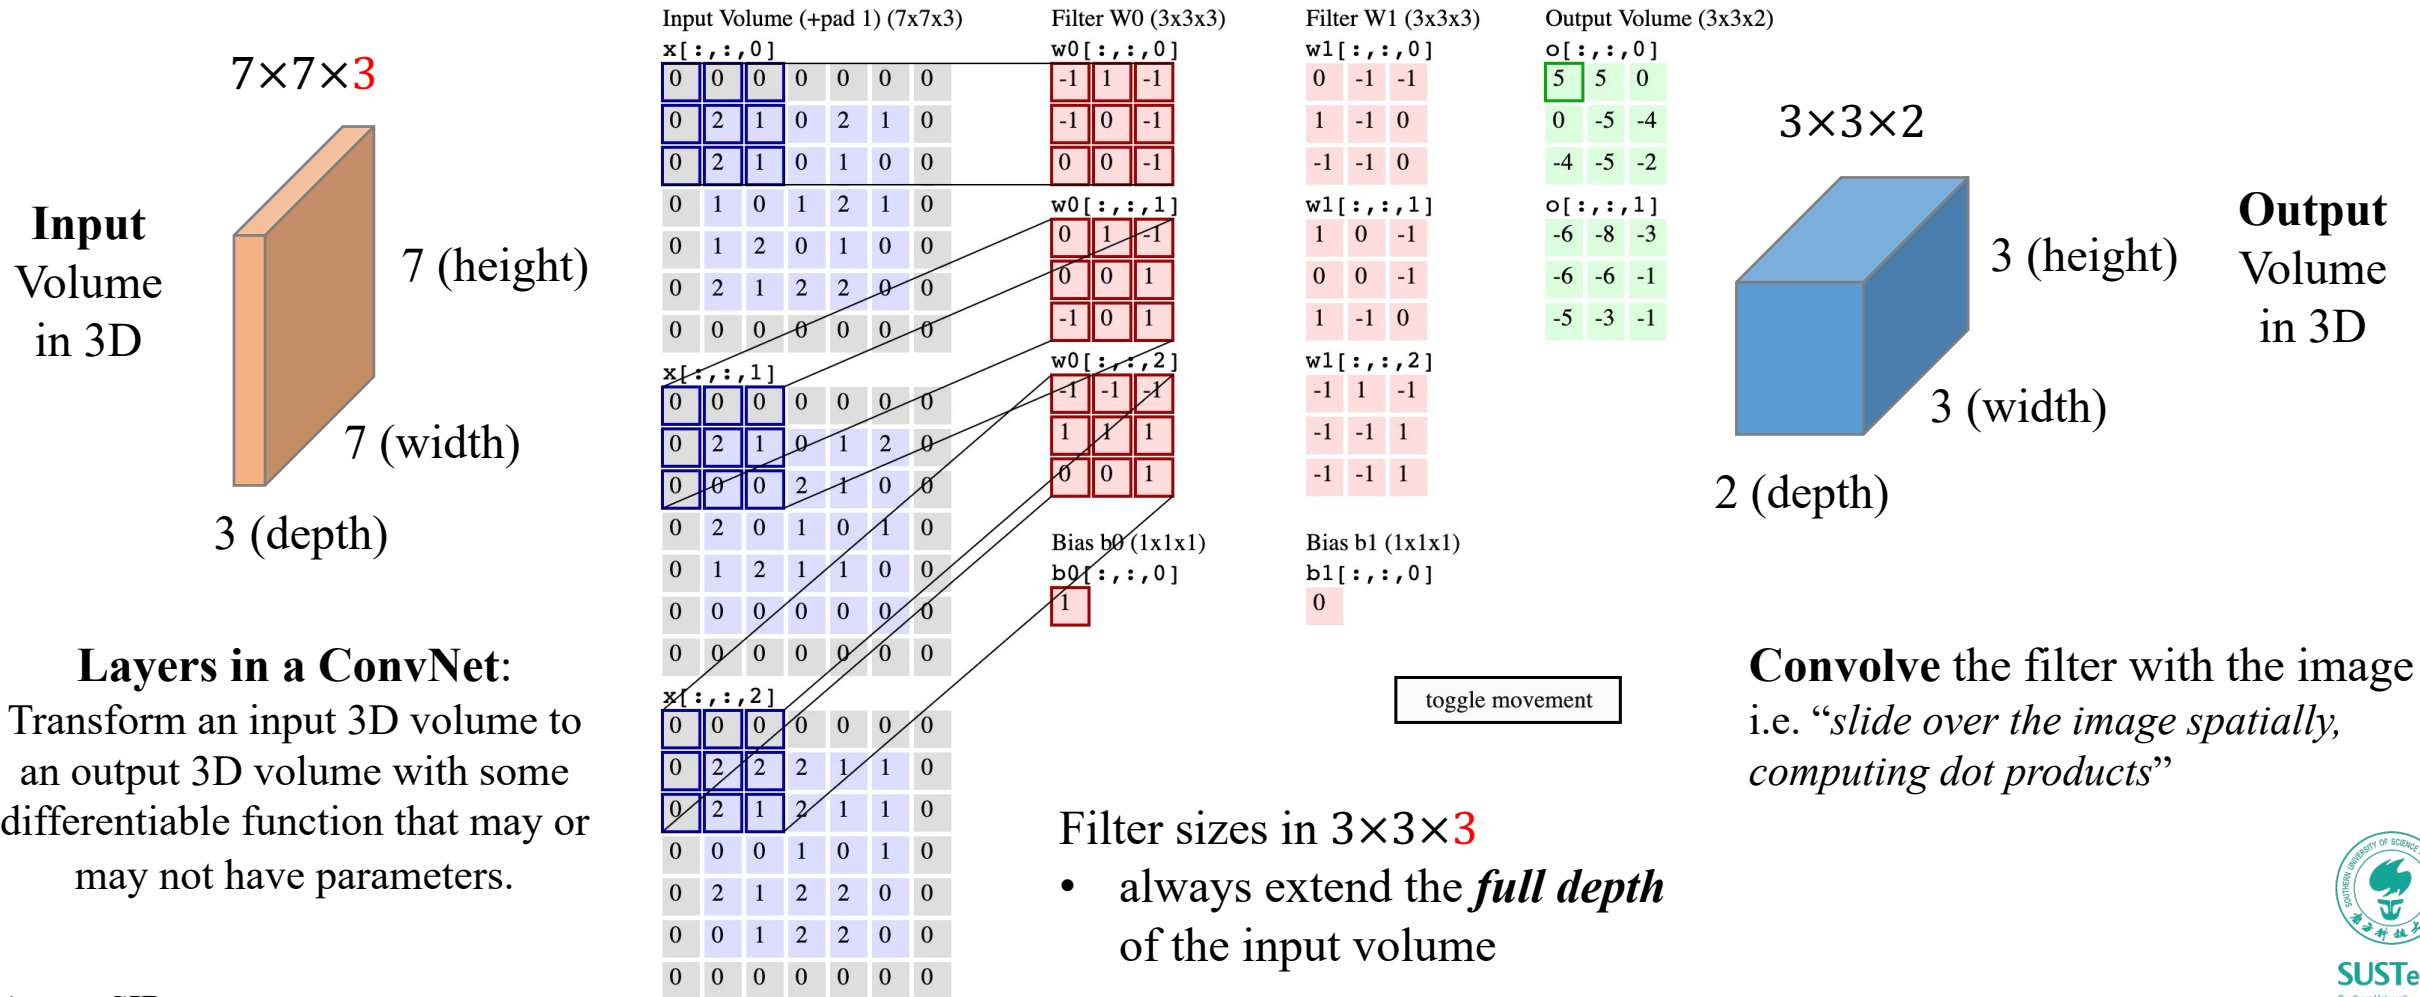 7×7×3
Input
Volume
in 3D
7 (height)
7 (width)
3 (depth)
Layers in a ConvNet:
Transform an input 3D volume to
an output 3D volume with some
differentiable function that may or
may not have parameters.
Input Volume (+pad 1) (7x7x3)
x[:,:,0]
0 0 0 0 0 0 0
0 2 1 0 2 1 0
0 2 1 0 1 0 0
0 1 0 1 2 1 0
0 1 2 0 1 0 0
0 2 1 2 2 0 0
0 0 0 0 0 0 0
x[:,:,1]
0 0 0 0 0 0 0
0 2 1 0 1 2 0
0 0 0 2 1 0 0
0 2 0 1 0 1 0
0 1 2 1 1 0 0
0 0 0 0 0 0 0
0 0 0 0 0 0 0
x[:,:,2]
0 0 0 0 0 0 0
0 2 2 2 1 1 0
0 2 1 2 1 1 0
0 0 0 1 0 1 0
0 2 1 2 2 0 0
0 0 1 2 2 0 0
0 0 0 0 0 0 0
Filter W0 (3x3x3)
w0[:,:,0]
-1 1 -1
-1 0 -1
0 0 -1
w0[:,:,1]
0 1 -1
0 0 1
-1 0 1
w0[:,:,2]
-1 -1 -1
1 1 1
0 0 1
Bias b0 (1x1x1)
b0[:,:,0]
1
Filter W1 (3x3x3)
w1[:,:,0]
0 -1 -1
1 -1 0
-1 -1 0
w1[:,:,1]
1 0 -1
0 0 -1
1 -1 0
w1[:,:,2]
-1 1 -1
-1 -1 1
-1 -1 1
Bias b1 (1x1x1)
b1[:,:,0]
0
toggle movement
Output Volume (3x3x2)
o[:,:,0]
5 5 0
0 -5 -4
-4 -5 -2
o[:,:,1]
-6 -8 -3
-6 -6 -1
-5 -3 -1
3×3×2
Output
Volume
in 3D
3 (height)
3 (width)
2 (depth)
Filter sizes in 3×3×3
• always extend the full depth
of the input volume
Convolve the filter with the image
i.e. “slide over the image spatially,
computing dot products”
SUSTe